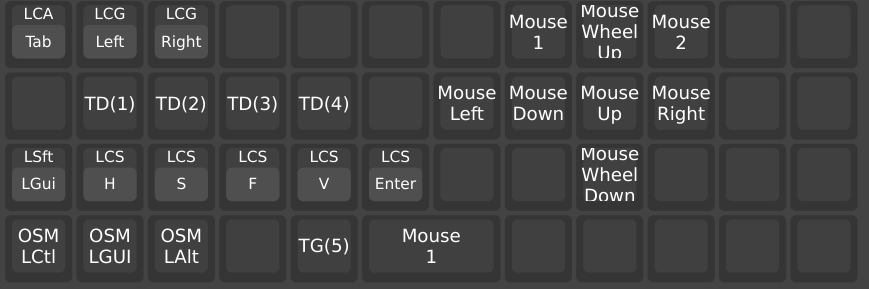 LCA LCG LCG
Tab Left Right
Mouse 1
Mouse Wheel Up
Mouse 2
TD(1) TD(2) TD(3) TD(4)
Mouse Left
Mouse Down
Mouse Up
Mouse Right
LSft LCS LCS LCS LCS LCS
LGui H S F V Enter
Mouse Wheel Down
OSM LCtl
OSM LGUI
OSM LAlt
TG(5)
Mouse 1